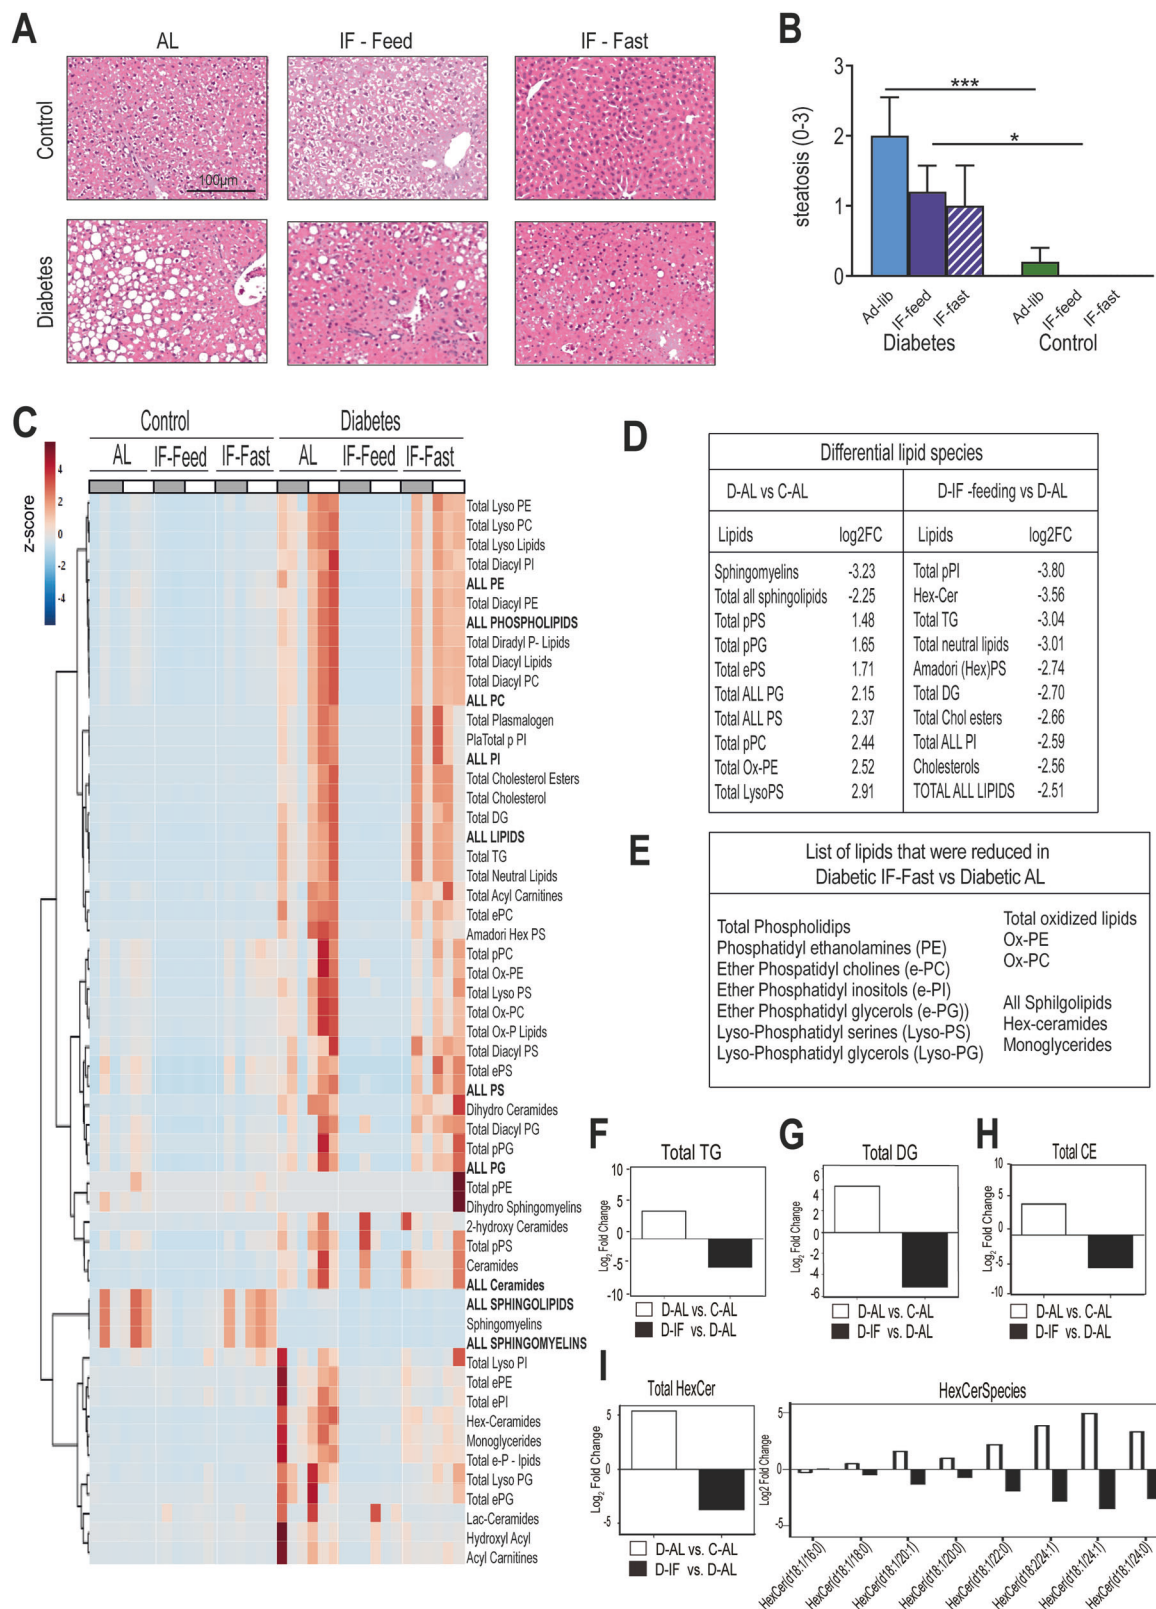 A
AL
IF - Feed
IF - Fast
Control
100µm
Diabetes
B
steatosis (0-3)
3
2
1
0
***
*
Ad-lib
IF-feed
IF-fast
Ad-lib
IF-feed
IF-fast
Diabetes
Control
C
Control
Diabetes
AL
IF-Feed
IF-Fast
AL
IF-Feed
IF-Fast
z-score
4
2
0
-2
-4
Total Lyso PE
Total Lyso PC
Total Lyso Lipids
Total Diacyl PI
ALL PE
Total Diacyl PE
ALL PHOSPHOLIPIDS
Total Diradyl P- Lipids
Total Diacyl Lipids
Total Diacyl PC
ALL PC
Total Plasmalogen
PlaTotal p PI
ALL PI
Total Cholesterol Esters
Total Cholesterol
Total DG
ALL LIPIDS
Total TG
Total Neutral Lipids
Total Acyl Carnitines
Total ePC
Amadori Hex PS
Total pPC
Total Ox-PE
Total Lyso PS
Total Ox-PC
Total Ox-P Lipids
Total Diacyl PS
Total ePS
ALL PS
Dihydro Ceramides
Total Diacyl PG
Total pPG
ALL PG
Total pPE
Dihydro Sphingomyelins
2-hydroxy Ceramides
Total pPS
Ceramides
ALL Ceramides
ALL SPHINGOLIPIDS
Sphingomyelins
ALL SPHINGOMYELINS
Total Lyso PI
Total ePE
Total ePI
Hex-Ceramides
Monoglycerides
Total e-P - lpids
Total Lyso PG
Total ePG
Lac-Ceramides
Hydroxyl Acyl
Acyl Carnitines
D
Differential lipid species
D-AL vs C-AL
D-IF -feeding vs D-AL
Lipids log2FC Lipids log2FC
Sphingomyelins -3.23 Total pPI -3.80
Total all sphingolipids -2.25 Hex-Cer -3.56
Total pPS 1.48 Total TG -3.04
Total pPG 1.65 Total neutral lipids -3.01
Total ePS 1.71 Amadori (Hex)PS -2.74
Total ALL PG 2.15 Total DG -2.70
Total ALL PS 2.37 Total Chol esters -2.66
Total pPC 2.44 Total ALL PI -2.59
Total Ox-PE 2.52 Cholesterols -2.56
Total LysoPS 2.91 TOTAL ALL LIPIDS -2.51
E
List of lipids that were reduced in
Diabetic IF-Fast vs Diabetic AL
Total Phospholidips
Phosphatidyl ethanolamines (PE)
Ether Phospatidyl cholines (e-PC)
Ether Phosphatidyl inositols (e-PI)
Ether Phosphatidyl glycerols (e-PG))
Lyso-Phosphatidyl serines (Lyso-PS)
Lyso-Phosphatidyl glycerols (Lyso-PG)
Total oxidized lipids
Ox-PE
Ox-PC
All Sphilgolipids
Hex-ceramides
Monoglycerides
F
Total TG
Log2 Fold Change
10
5
0
-5
-10
D-AL vs. C-AL
D-IF vs. D-AL
G
Total DG
Log2 Fold Change
6
4
2
0
-2
-4
-6
D-AL vs. C-AL
D-IF vs. D-AL
H
Total CE
Log2 Fold Change
10
5
0
-5
-10
D-AL vs. C-AL
D-IF vs. D-AL
I
Total HexCer
Log2 Fold Change
5
0
-5
D-AL vs. C-AL
D-IF vs. D-AL
HexCerSpecies
Log2 Fold Change
5
0
-5
HexCer(d18:1/16:0)
HexCer(d18:1/18:0)
HexCer(d18:1/20:1)
HexCer(d18:1/20:0)
HexCer(d18:1/22:0)
HexCer(d18:2/24:1)
HexCer(d18:1/24:1)
HexCer(d18:1/24:0)